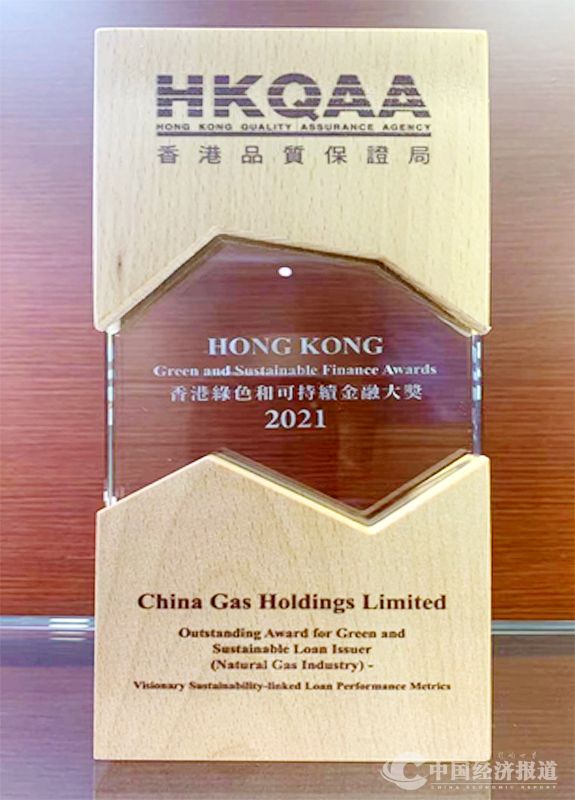 HKQAA
HONG KONG QUALITY ASSURANCE AGENCY
香港品質保證局
HONG KONG
Green and Sustainable Finance Awards
香港綠色和可持續金融大獎
2021
China Gas Holdings Limited
Outstanding Award for Green and
Sustainable Loan Issuer
(Natural Gas Industry) -
Visionary Sustainability-linked Loan Performance Metrics
中国经济报道
CHINA ECONOMIC REPORT